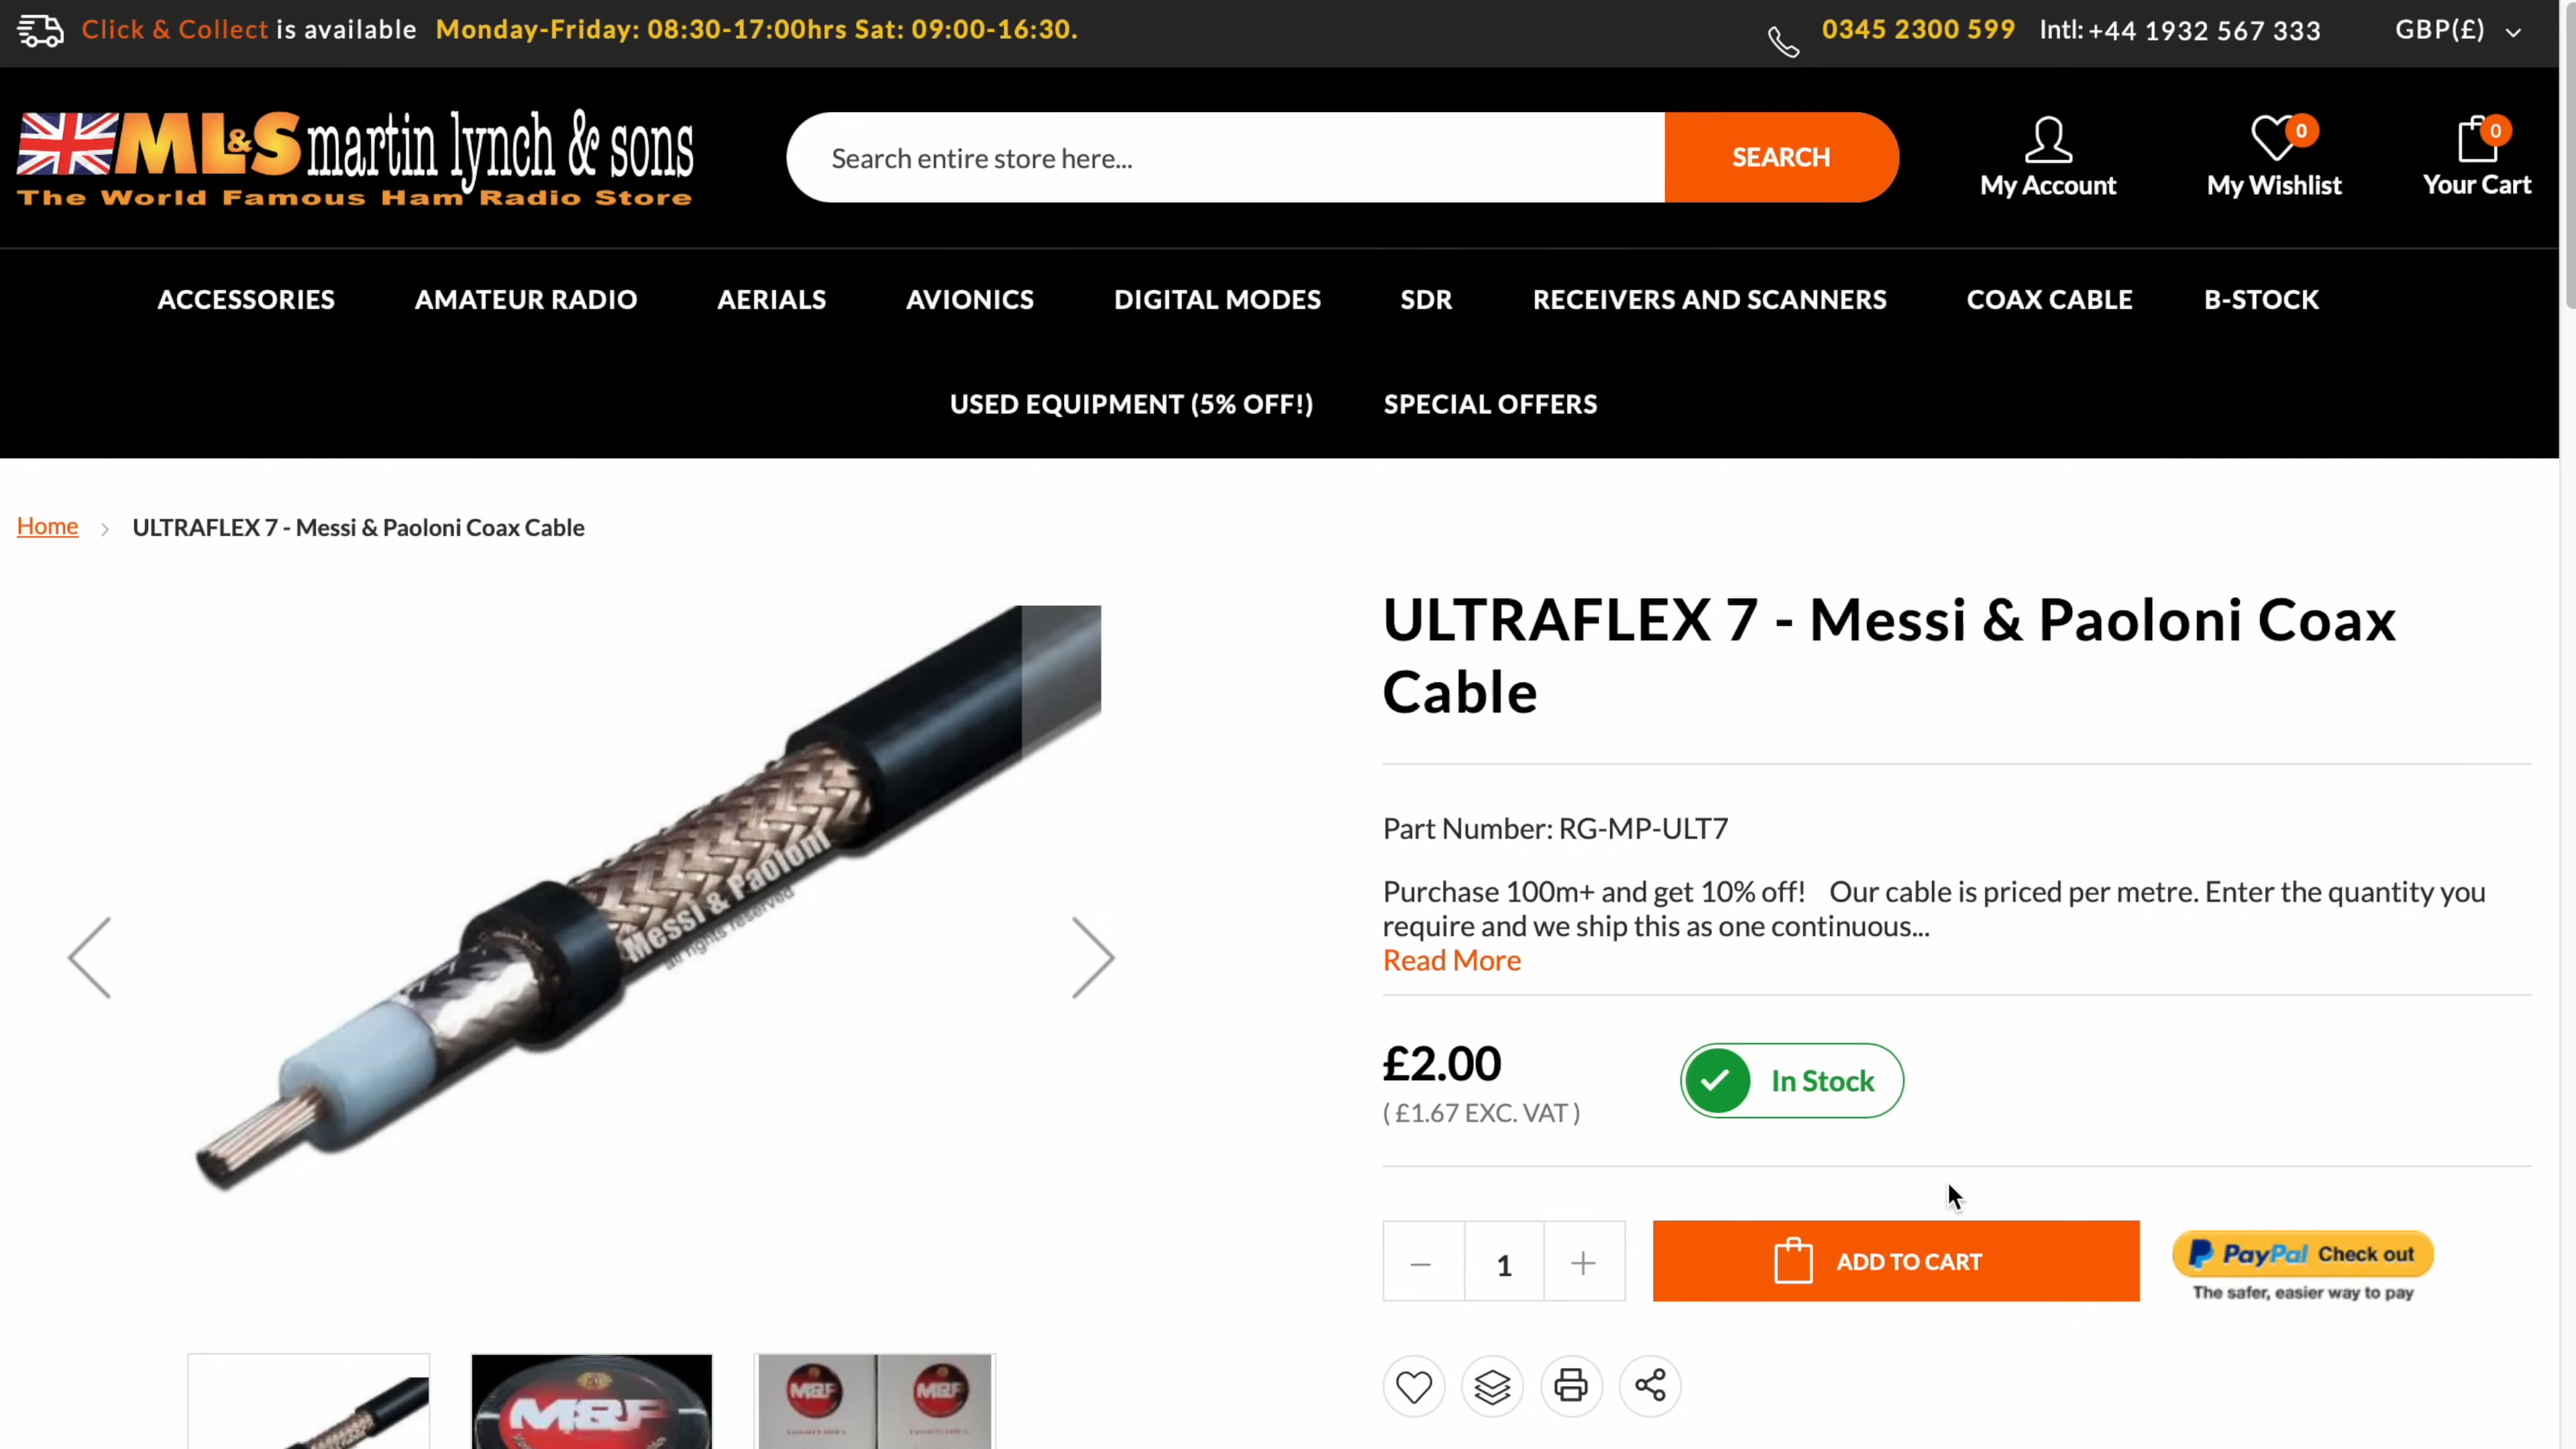 Click & Collect is available Monday-Friday: 08:30-17:00hrs Sat: 09:00-16:30.
0345 2300 599 Intl: +44 1932 567 333 GBP(£)
ML&S martin lynch & sons
The World Famous Ham Radio Store
Search entire store here...
SEARCH
My Account
0
My Wishlist
0
Your Cart
ACCESSORIES AMATEUR RADIO AERIALS AVIONICS DIGITAL MODES SDR RECEIVERS AND SCANNERS COAX CABLE B-STOCK
USED EQUIPMENT (5% OFF!) SPECIAL OFFERS
Home ULTRAFLEX 7 - Messi & Paoloni Coax Cable
Messi & Paoloni
all rights reserved
ULTRAFLEX 7 - Messi & Paoloni Coax
Cable
Part Number: RG-MP-ULT7
Purchase 100m+ and get 10% off! Our cable is priced per metre. Enter the quantity you
require and we ship this as one continuous...
Read More
£2.00
In Stock
( £1.67 EXC. VAT )
1
ADD TO CART
PayPal Check out
The safer, easier way to pay
M&P
M&P M&P